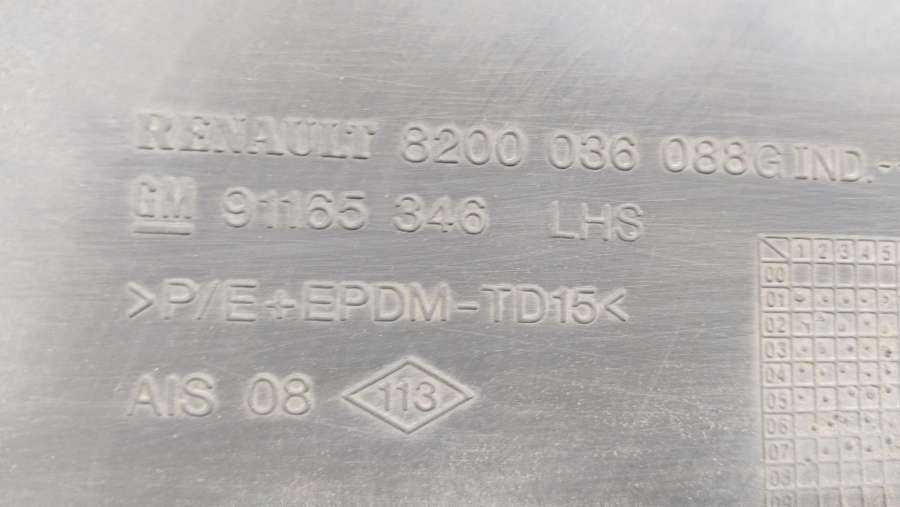 RENAULT 8200 036 088G IND.-
GM 91165 346 LHS
>P/E+EPDM-TD15<
AIS 08 113
1 2 3 4 5
00
01
02
03
04
05
06
07
08